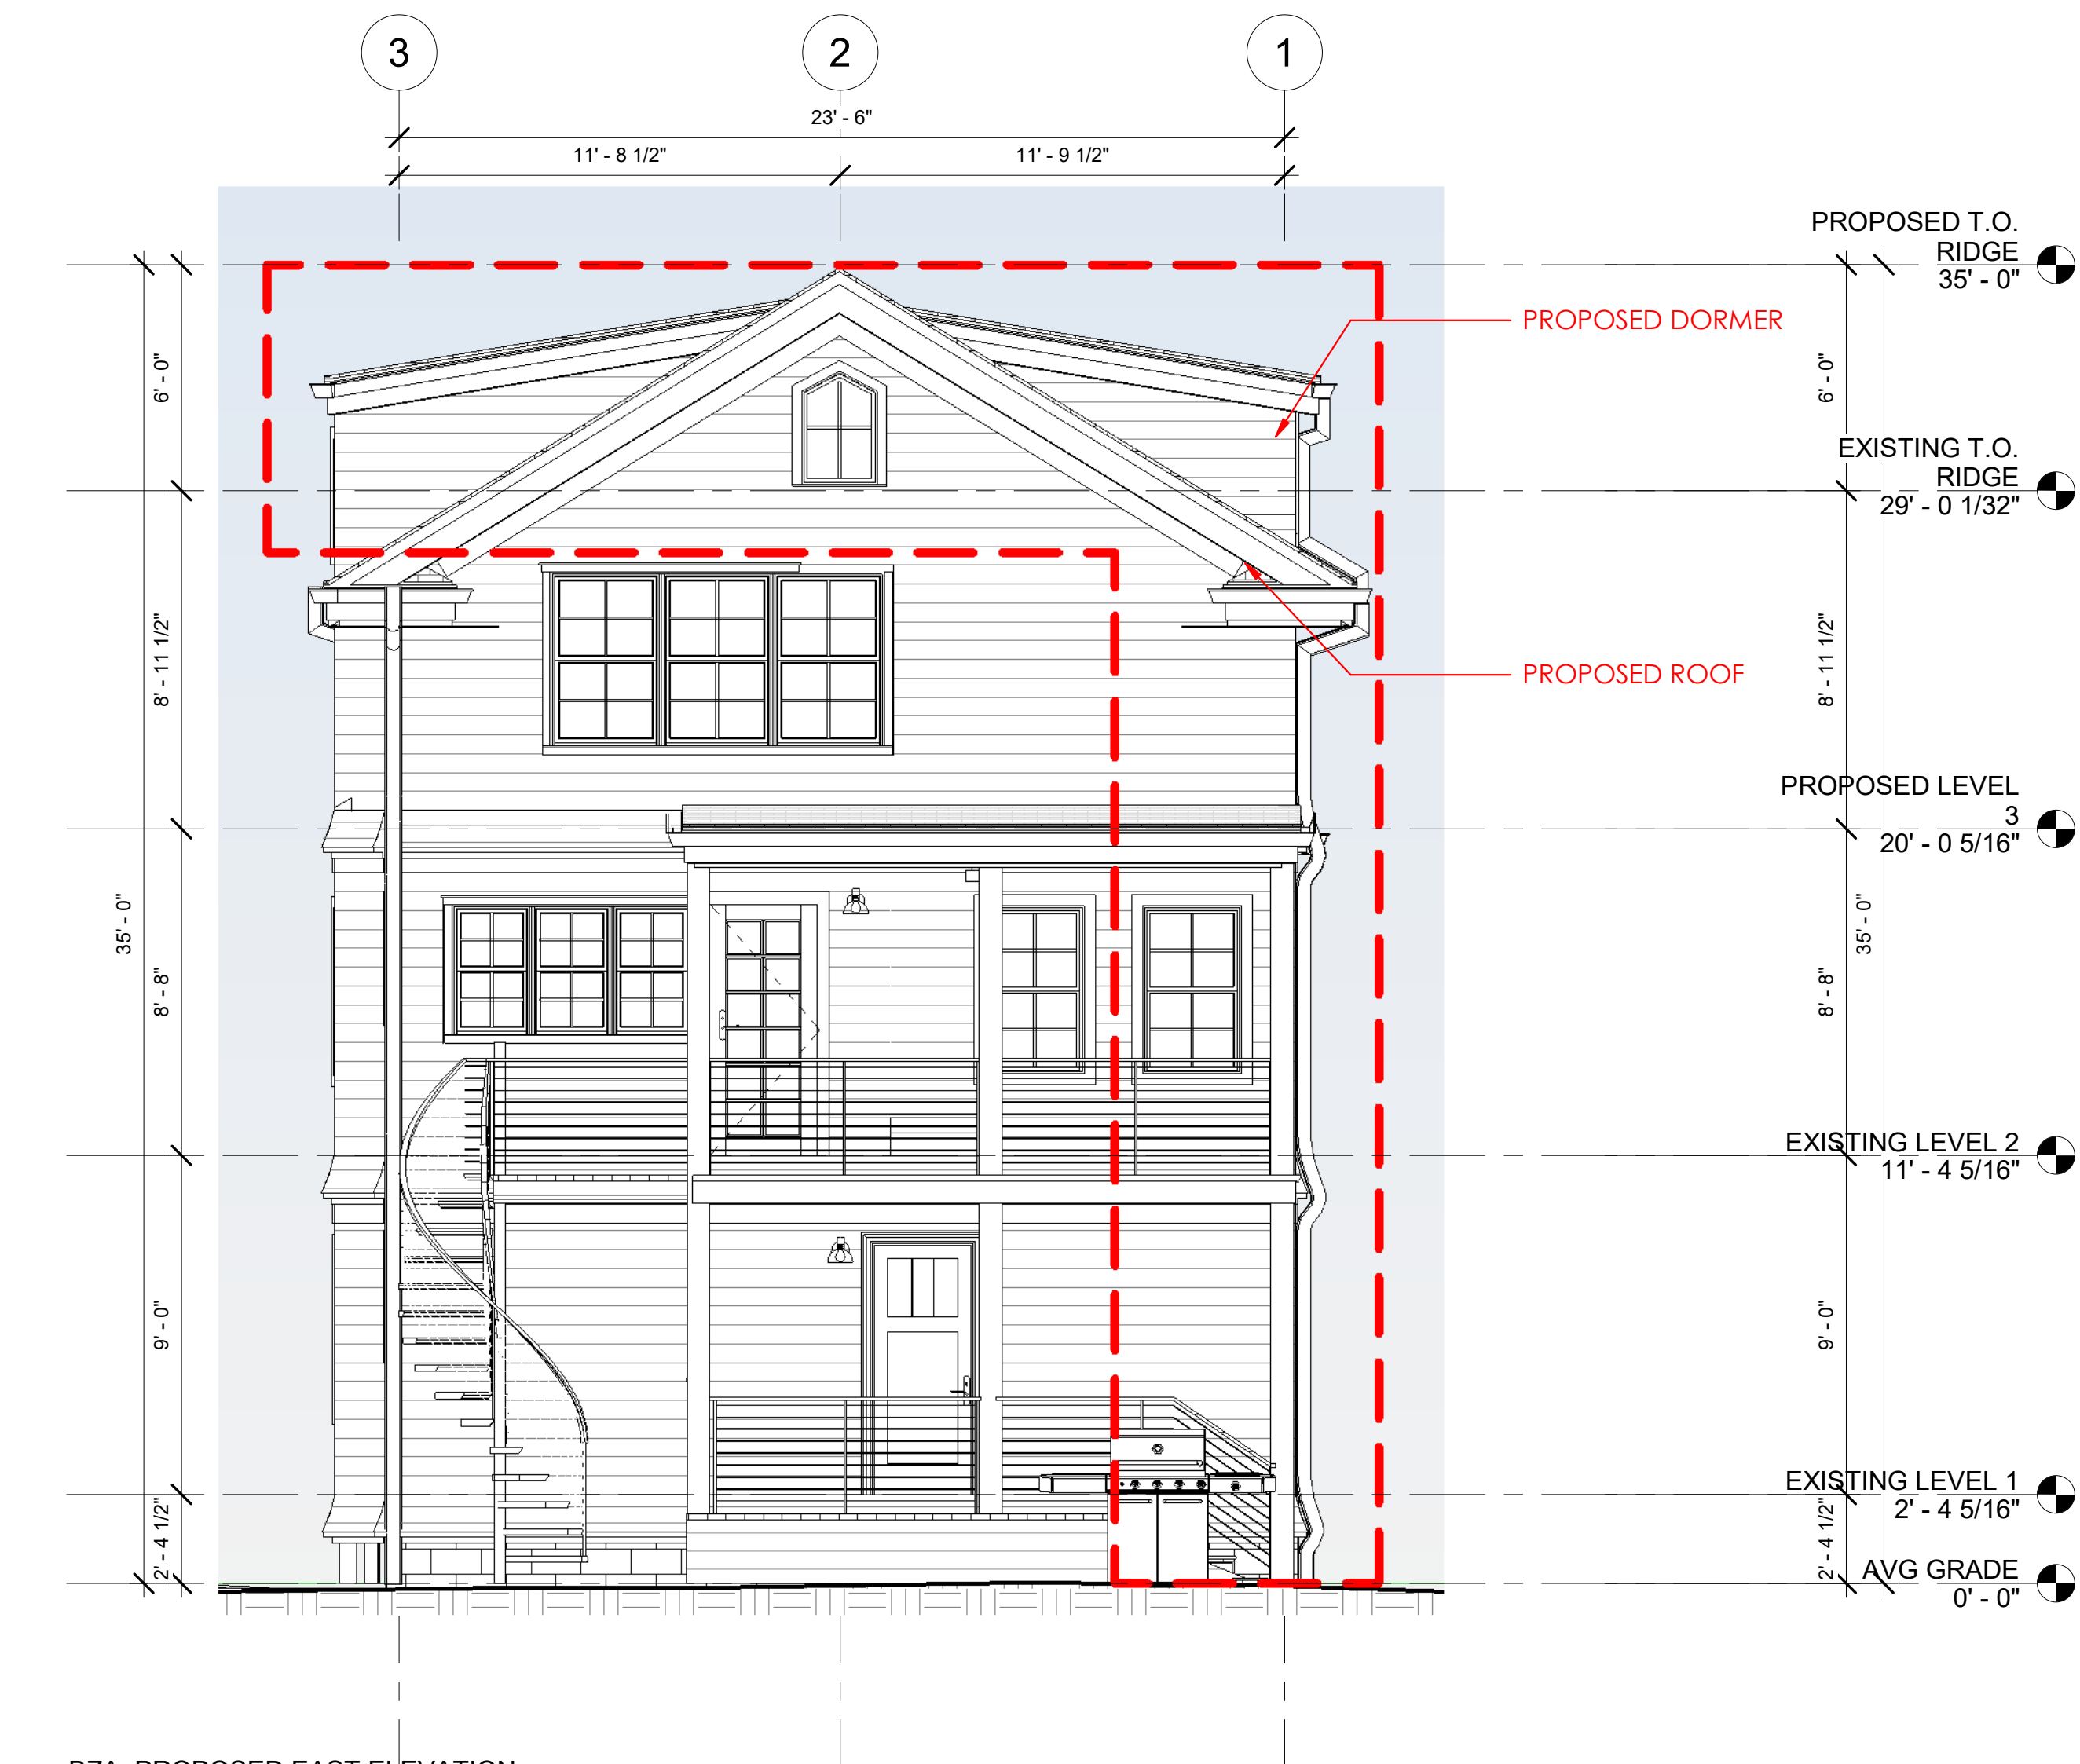 3
2
1
23' - 6"
11' - 8 1/2"
11' - 9 1/2"
PROPOSED T.O.
RIDGE
35' - 0"
PROPOSED DORMER
6' - 0"
6' - 0"
EXISTING T.O.
RIDGE
29' - 0 1/32"
8' - 11 1/2"
8' - 11 1/2"
PROPOSED ROOF
PROPOSED LEVEL
3
20' - 0 5/16"
35' - 0"
35' - 0"
8' - 8"
8' - 8"
EXISTING LEVEL 2
11' - 4 5/16"
9' - 0"
9' - 0"
EXISTING LEVEL 1
2' - 4 5/16"
2' - 4 1/2"
2' - 4 1/2"
AVG GRADE
0' - 0"
BZA- PROPOSED EAST ELEVATION